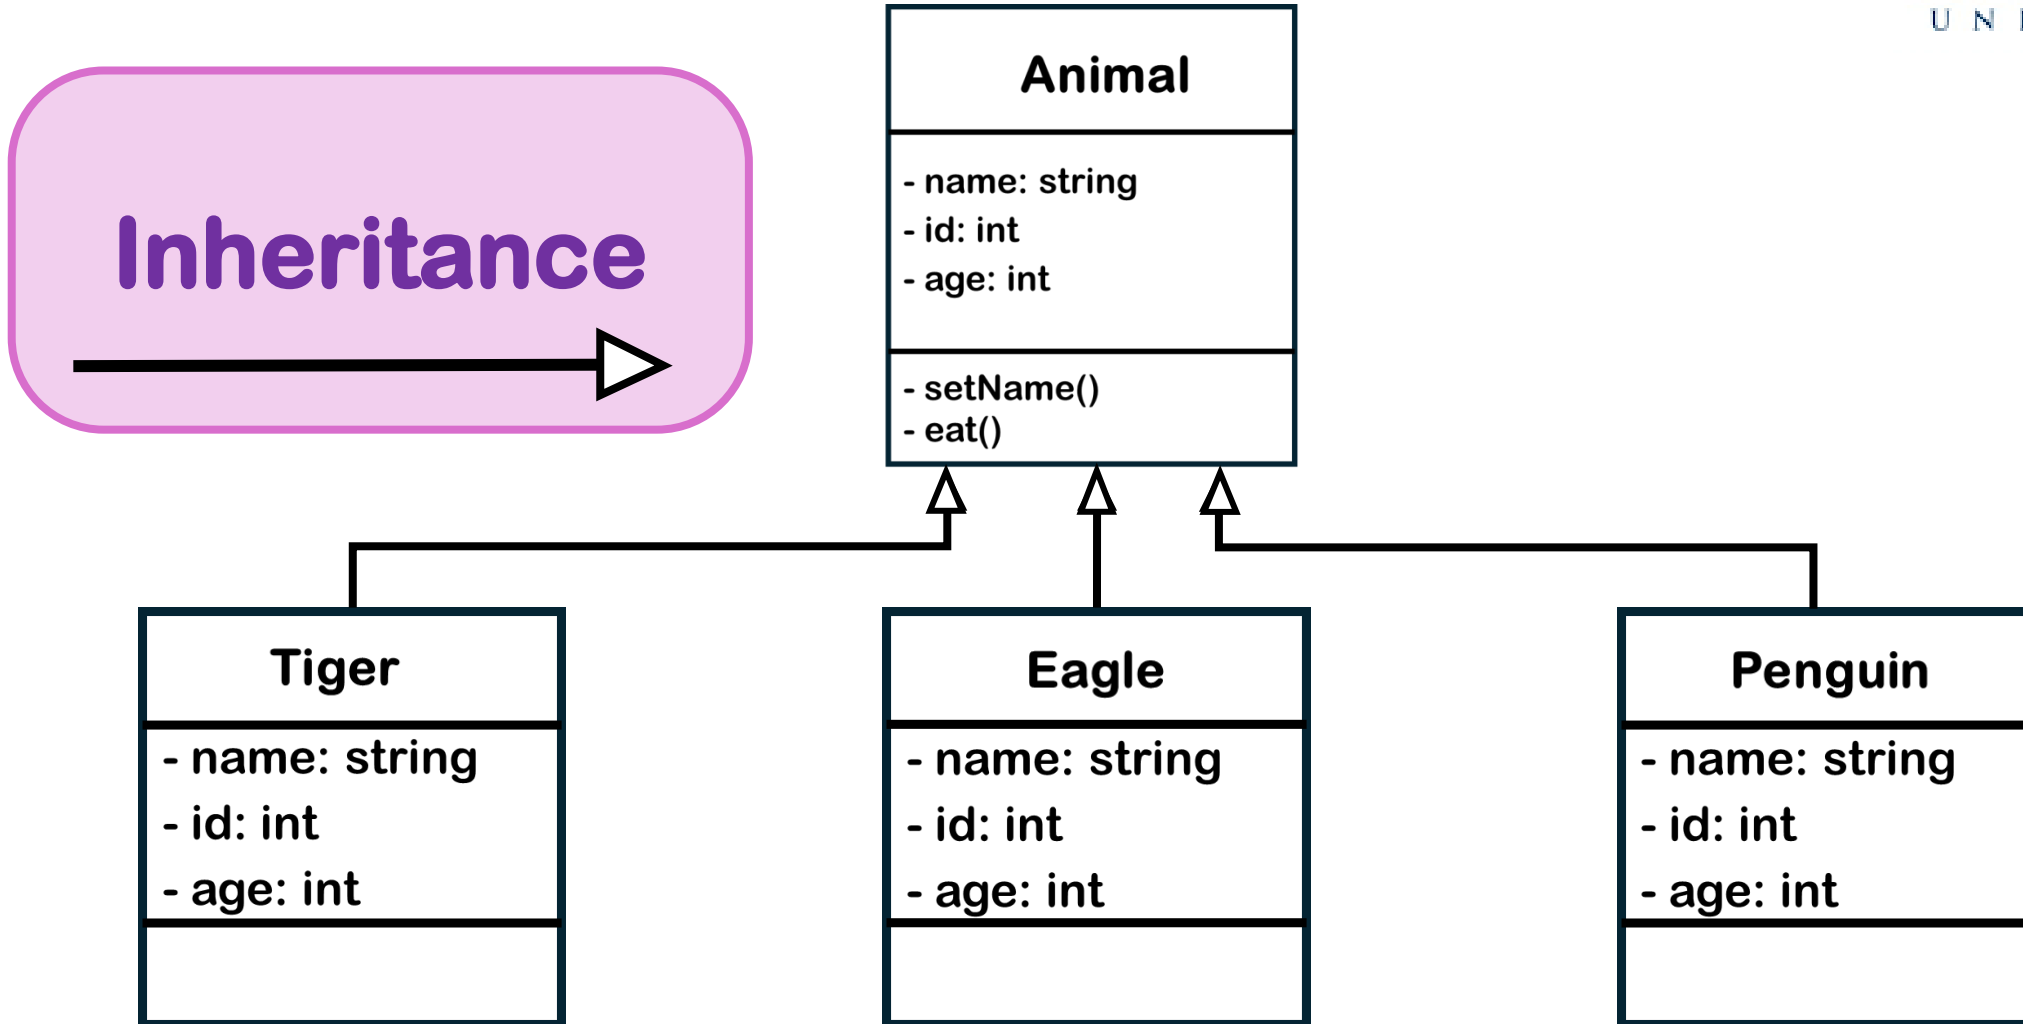 U N
Inheritance
Animal
- name: string
- id: int
- age: int
- setName()
- eat()
Tiger
- name: string
- id: int
- age: int
Eagle
- name: string
- id: int
- age: int
Penguin
- name: string
- id: int
- age: int